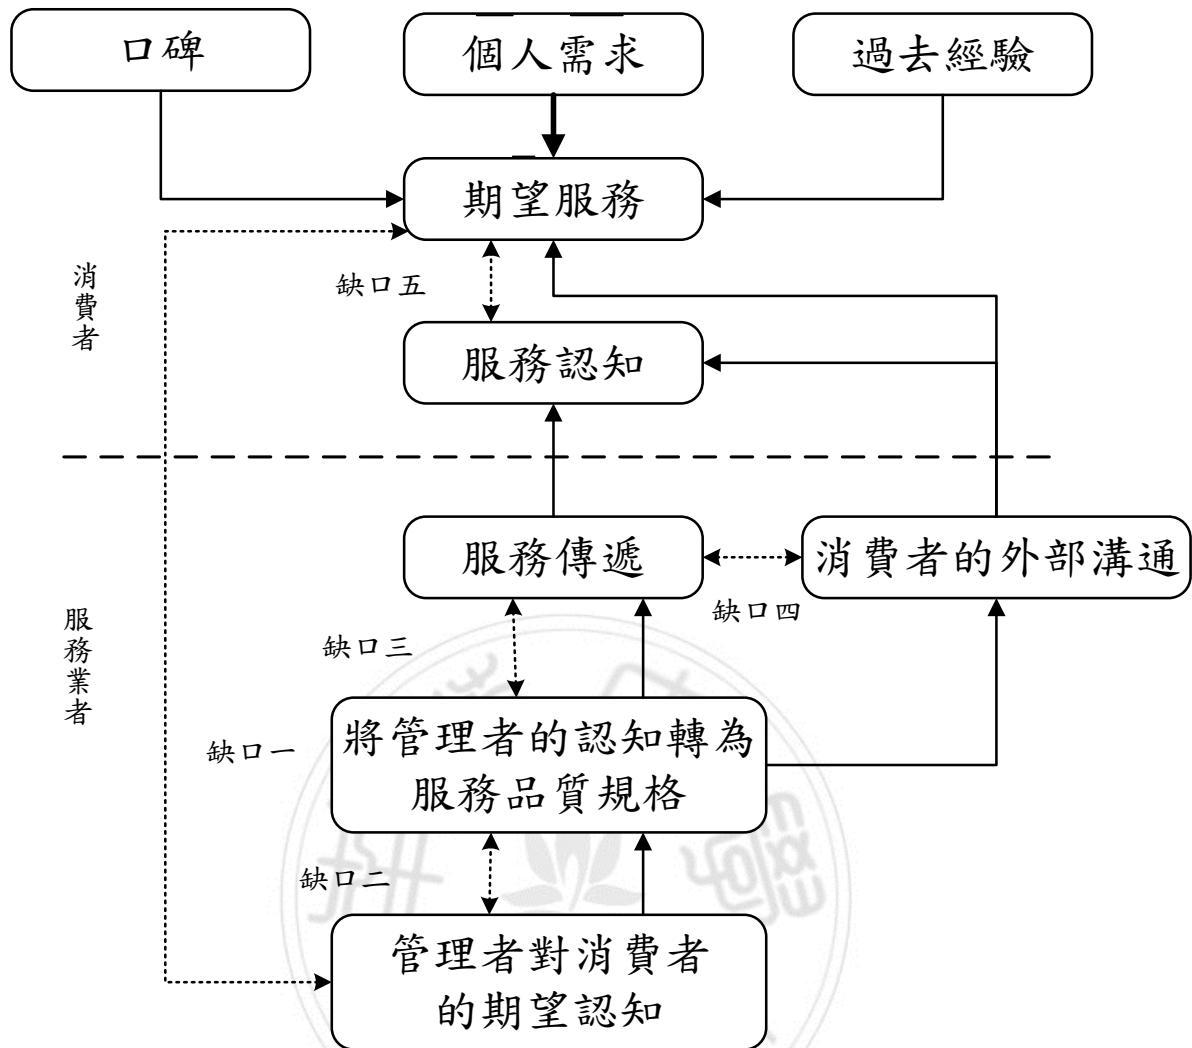 口碑
個人需求
過去經驗
期望服務
消費者
缺口五
服務認知
服務傳遞
消費者的外部溝通
缺口四
服務業者
缺口三
缺口一
將管理者的認知轉為
服務品質規格
缺口二
管理者對消費者
的期望認知